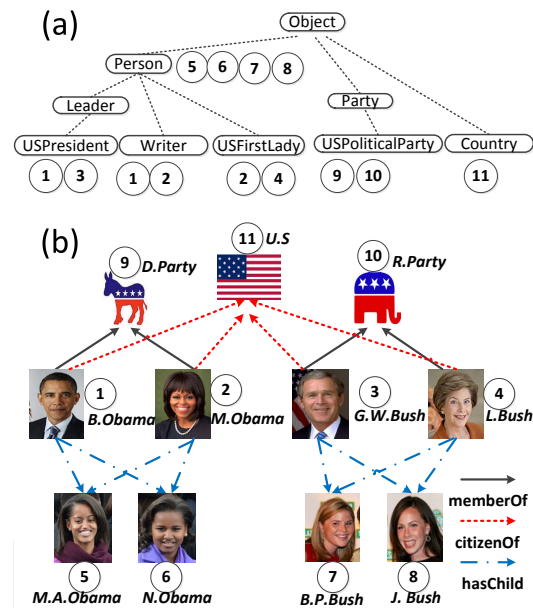 (a)
Object
Person 5 6 7 8
Leader Party
USPresident Writer USFirstLady USPoliticalParty Country
1 3 1 2 2 4 9 10 11
(b)
11 U.S
9 D.Party 10 R.Party
1 2 3 4
B.Obama M.Obama G.W.Bush L.Bush
memberOf
citizenOf
hasChild
5 6 7 8
M.A.Obama N.Obama B.P.Bush J. Bush